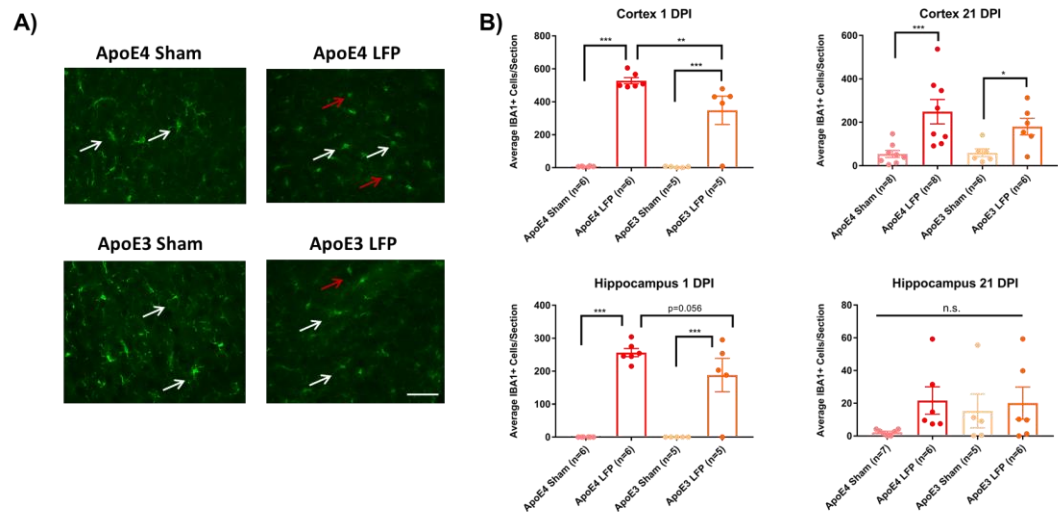 A)
ApoE4 Sham
ApoE4 LFP
ApoE3 Sham
ApoE3 LFP
B)
Cortex 1 DPI
Average IBA1+ Cells/Section
800
600
400
200
0
***
**
***
ApoE4 Sham (n=6)
ApoE4 LFP (n=6)
ApoE3 Sham (n=5)
ApoE3 LFP (n=5)
Cortex 21 DPI
Average IBA1+ Cells/Section
600
400
200
0
***
*
ApoE4 Sham (n=8)
ApoE4 LFP (n=8)
ApoE3 Sham (n=6)
ApoE3 LFP (n=6)
Hippocampus 1 DPI
Average IBA1+ Cells/Section
400
300
200
100
0
***
p=0.056
***
ApoE4 Sham (n=6)
ApoE4 LFP (n=6)
ApoE3 Sham (n=5)
ApoE3 LFP (n=5)
Hippocampus 21 DPI
Average IBA1+ Cells/Section
80
60
40
20
0
n.s.
ApoE4 Sham (n=7)
ApoE4 LFP (n=6)
ApoE3 Sham (n=5)
ApoE3 LFP (n=6)